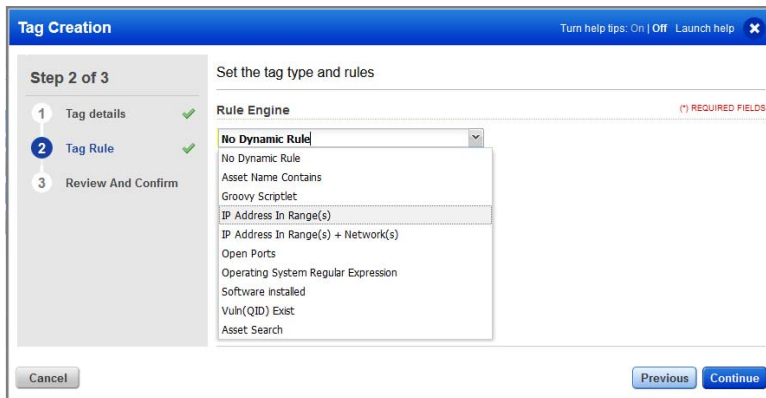 Tag Creation
Turn help tips: On | Off Launch help
Step 2 of 3
1 Tag details
2 Tag Rule
3 Review And Confirm
Set the tag type and rules
Rule Engine
(*) REQUIRED FIELDS
No Dynamic Rule
No Dynamic Rule
Asset Name Contains
Groovy Scriptlet
IP Address In Range(s)
IP Address In Range(s) + Network(s)
Open Ports
Operating System Regular Expression
Software installed
Vuln(QID) Exist
Asset Search
Cancel
Previous
Continue